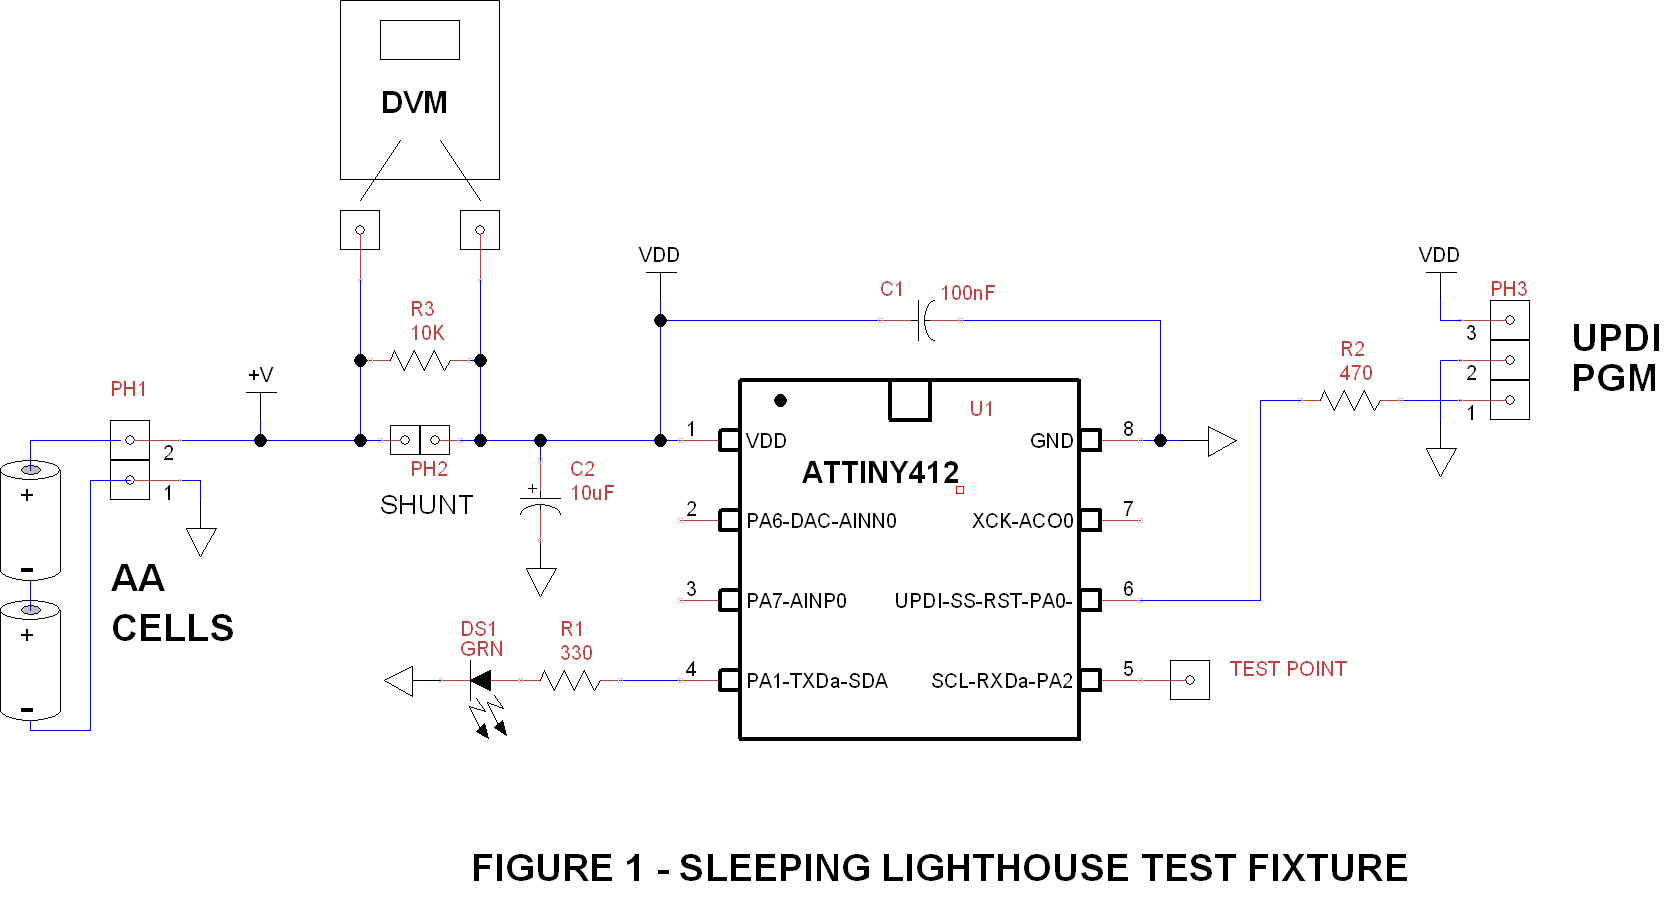 DVM
R3
10K
+V
PH1
2
1
+
-
+
-
AA
CELLS
PH2
SHUNT
C2
+
10uF
VDD
C1
100nF
U1
ATTINY412
1
VDD
2
PA6-DAC-AINN0
3
PA7-AINP0
4
PA1-TXDa-SDA
GND
8
XCK-ACO0
7
UPDI-SS-RST-PA0-
6
SCL-RXDa-PA2
5
DS1
GRN
R1
330
TEST POINT
R2
470
VDD
PH3
3
2
1
UPDI
PGM
FIGURE 1 - SLEEPING LIGHTHOUSE TEST FIXTURE